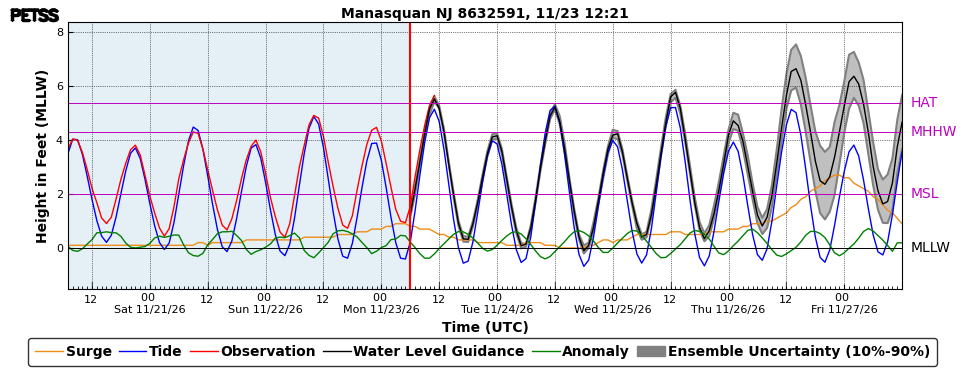 PETSS
Manasquan NJ 8632591, 11/23 12:21
Height in Feet (MLLW)
8
6
4
2
0
HAT
MHHW
MSL
MLLW
12 00 12 00 12 00 12 00 12 00 12 00 12 00
Sat 11/21/26 Sun 11/22/26 Mon 11/23/26 Tue 11/24/26 Wed 11/25/26 Thu 11/26/26 Fri 11/27/26
Time (UTC)
Surge Tide Observation Water Level Guidance Anomaly Ensemble Uncertainty (10%-90%)